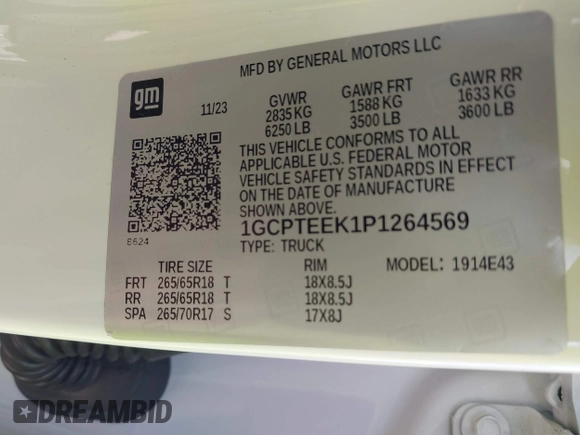 MFD BY GENERAL MOTORS LLC
gm
11/23
GVWR
2835 KG
6250 LB
GAWR FRT
1588 KG
3500 LB
GAWR RR
1633 KG
3600 LB
THIS VEHICLE CONFORMS TO ALL
APPLICABLE U.S. FEDERAL MOTOR
VEHICLE SAFETY STANDARDS IN EFFECT
ON THE DATE OF MANUFACTURE
SHOWN ABOVE.
8624
1GCPTEEK1P1264569
TYPE: TRUCK
TIRE SIZE RIM MODEL: 1914E43
FRT 265/65R18 T 18X8.5J
RR 265/65R18 T 18X8.5J
SPA 265/70R17 S 17X8J
DREAMBID